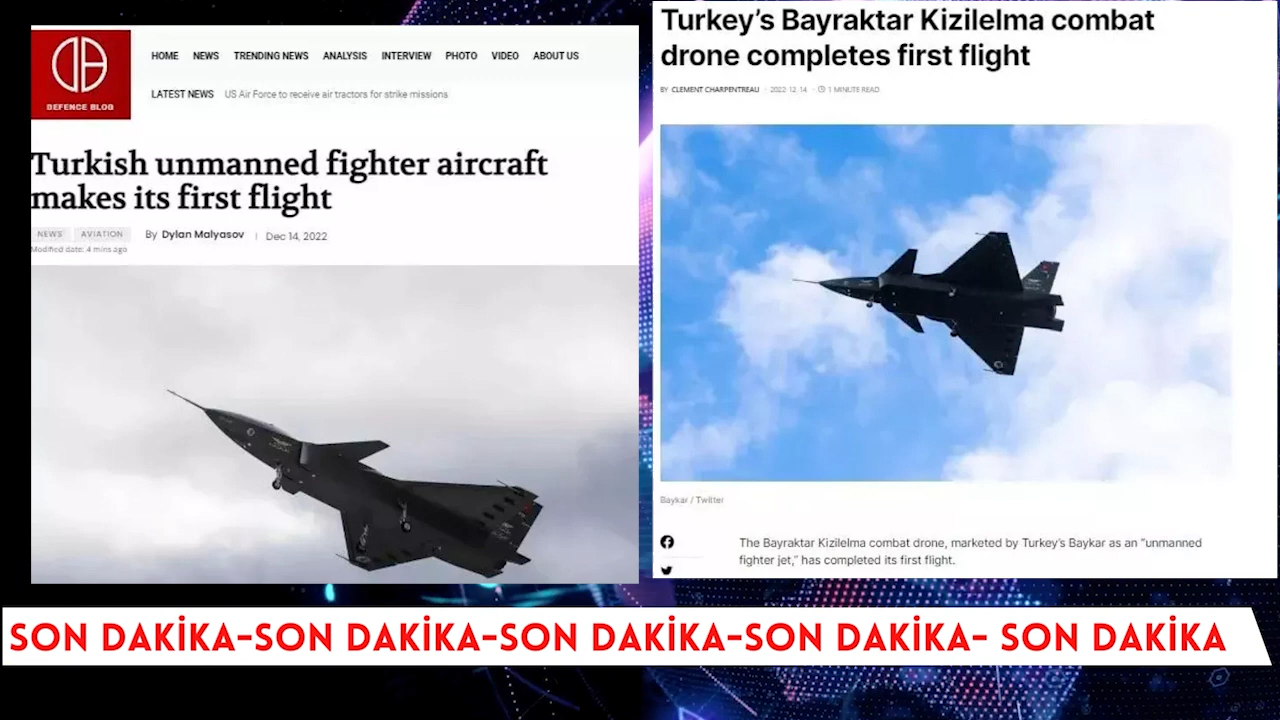 DEFENCE BLOG
HOME NEWS TRENDING NEWS ANALYSIS INTERVIEW PHOTO VIDEO ABOUT US
LATEST NEWS US Air Force to receive air tractors for strike missions
Turkish unmanned fighter aircraft
makes its first flight
NEWS AVIATION By Dylan Malyasov | Dec 14, 2022
Modified date: 4 mins ago
Turkey's Bayraktar Kizilelma combat
drone completes first flight
BY CLEMENT CHARPENTREAU · 2022-12-14 · 1 MINUTE READ
Baykar / Twitter
The Bayraktar Kizilelma combat drone, marketed by Turkey's Baykar as an “unmanned
fighter jet,” has completed its first flight.
SON DAKİKA-SON DAKİKA-SON DAKİKA-SON DAKİKA- SON DAKİKA